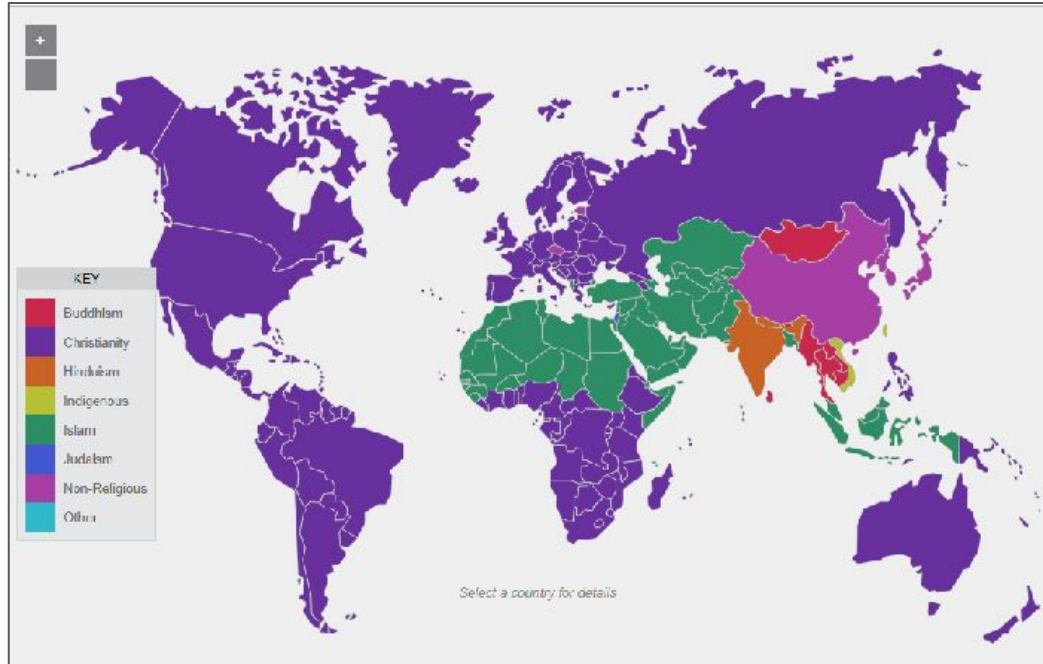 +
KEY
Buddhism
Christianity
Hinduism
Indigenous
Islam
Judaism
Non-Religious
Other
Select a country for details